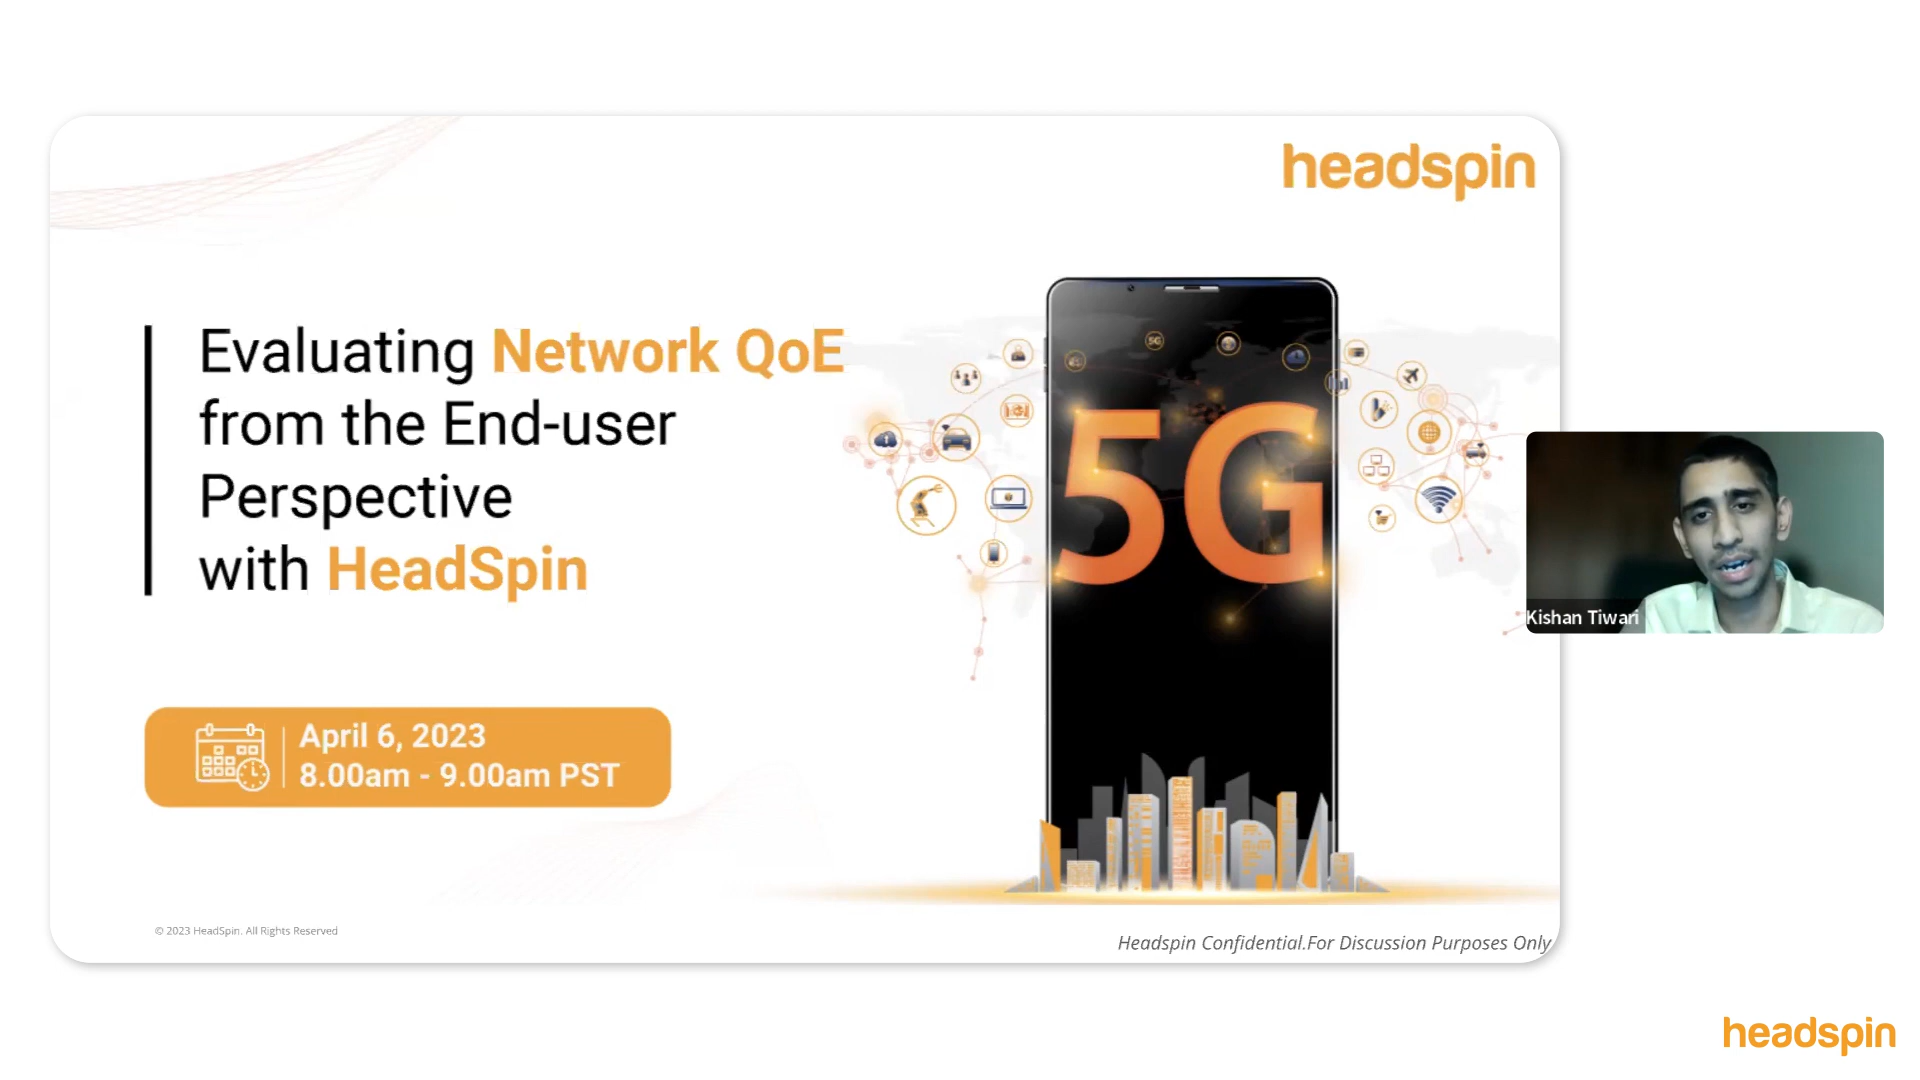 headspin
Evaluating Network QoE
from the End-user
Perspective
with HeadSpin
5G
5G
Kishan Tiwari
April 6, 2023
8.00am - 9.00am PST
© 2023 HeadSpin. All Rights Reserved
Headspin Confidential.For Discussion Purposes Only
headspin